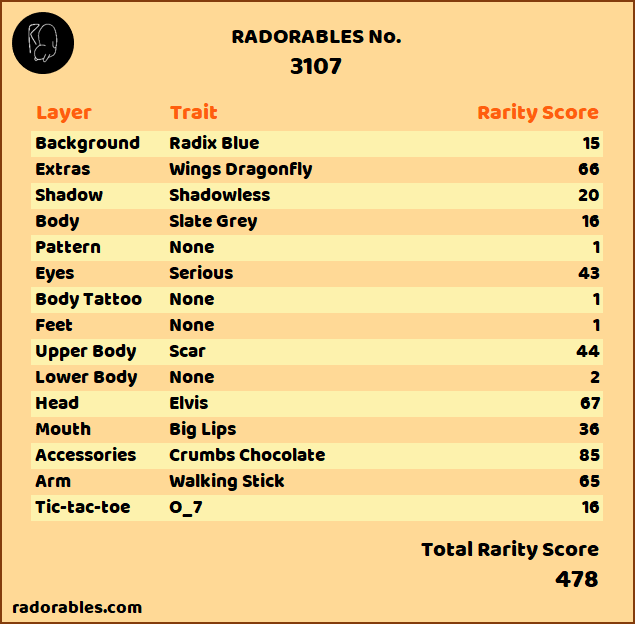 RADORABLES No.
3107
Layer Trait Rarity Score
Background Radix Blue 15
Extras Wings Dragonfly 66
Shadow Shadowless 20
Body Slate Grey 16
Pattern None 1
Eyes Serious 43
Body Tattoo None 1
Feet None 1
Upper Body Scar 44
Lower Body None 2
Head Elvis 67
Mouth Big Lips 36
Accessories Crumbs Chocolate 85
Arm Walking Stick 65
Tic-tac-toe O_7 16
Total Rarity Score
478
radorables.com